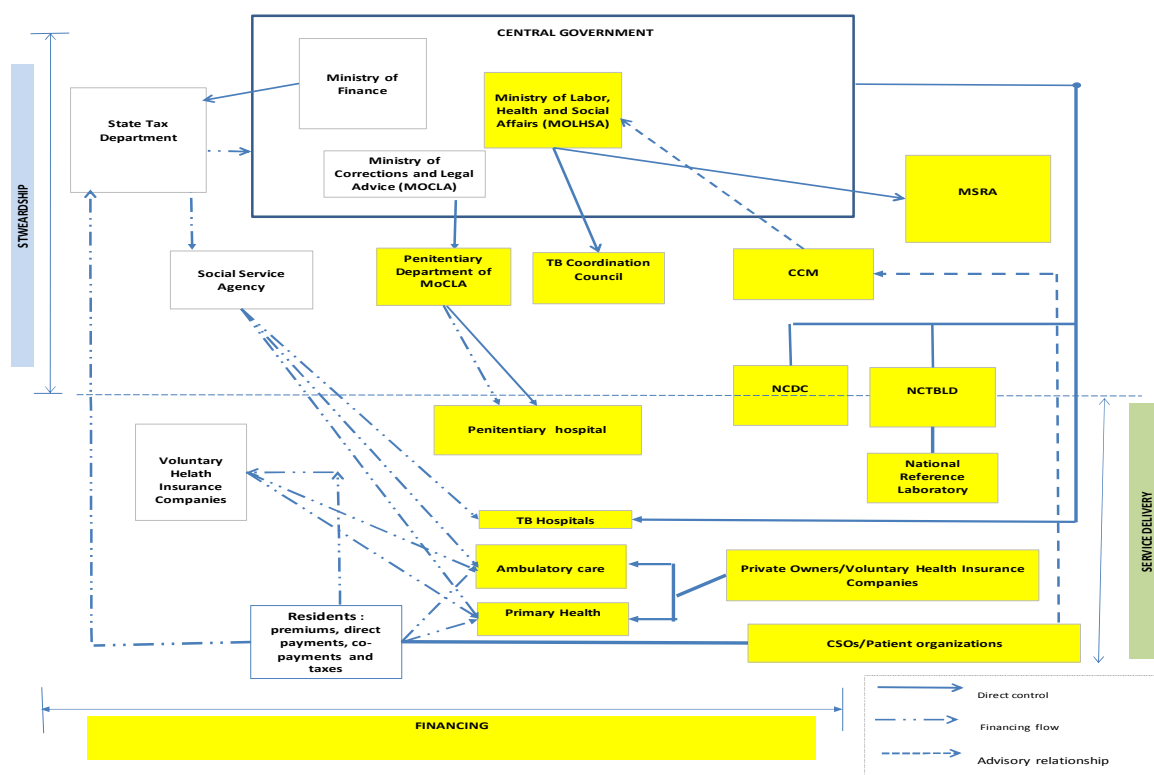 CENTRAL GOVERNMENT
Ministry of
Finance
Ministry of Labor,
Health and Social
Affairs (MOLHSA)
State Tax
Department
Ministry of
Corrections and Legal
Advice (MOCLA)
MSRA
STWEARDSHIP
Social Service
Agency
Penitentiary
Department of
MoCLA
TB Coordination
Council
CCM
NCDC
NCTBLD
Penitentiary hospital
Voluntary
Helath
Insurance
Companies
National
Reference
Laboratory
SERVICE DELIVERY
TB Hospitals
Ambulatory care
Private Owners/Voluntary Health Insurance
Companies
Primary Health
Residents :
premiums, direct
payments, co-
payments and
taxes
CSOs/Patient organizations
Direct control
FINANCING
Financing flow
Advisory relationship